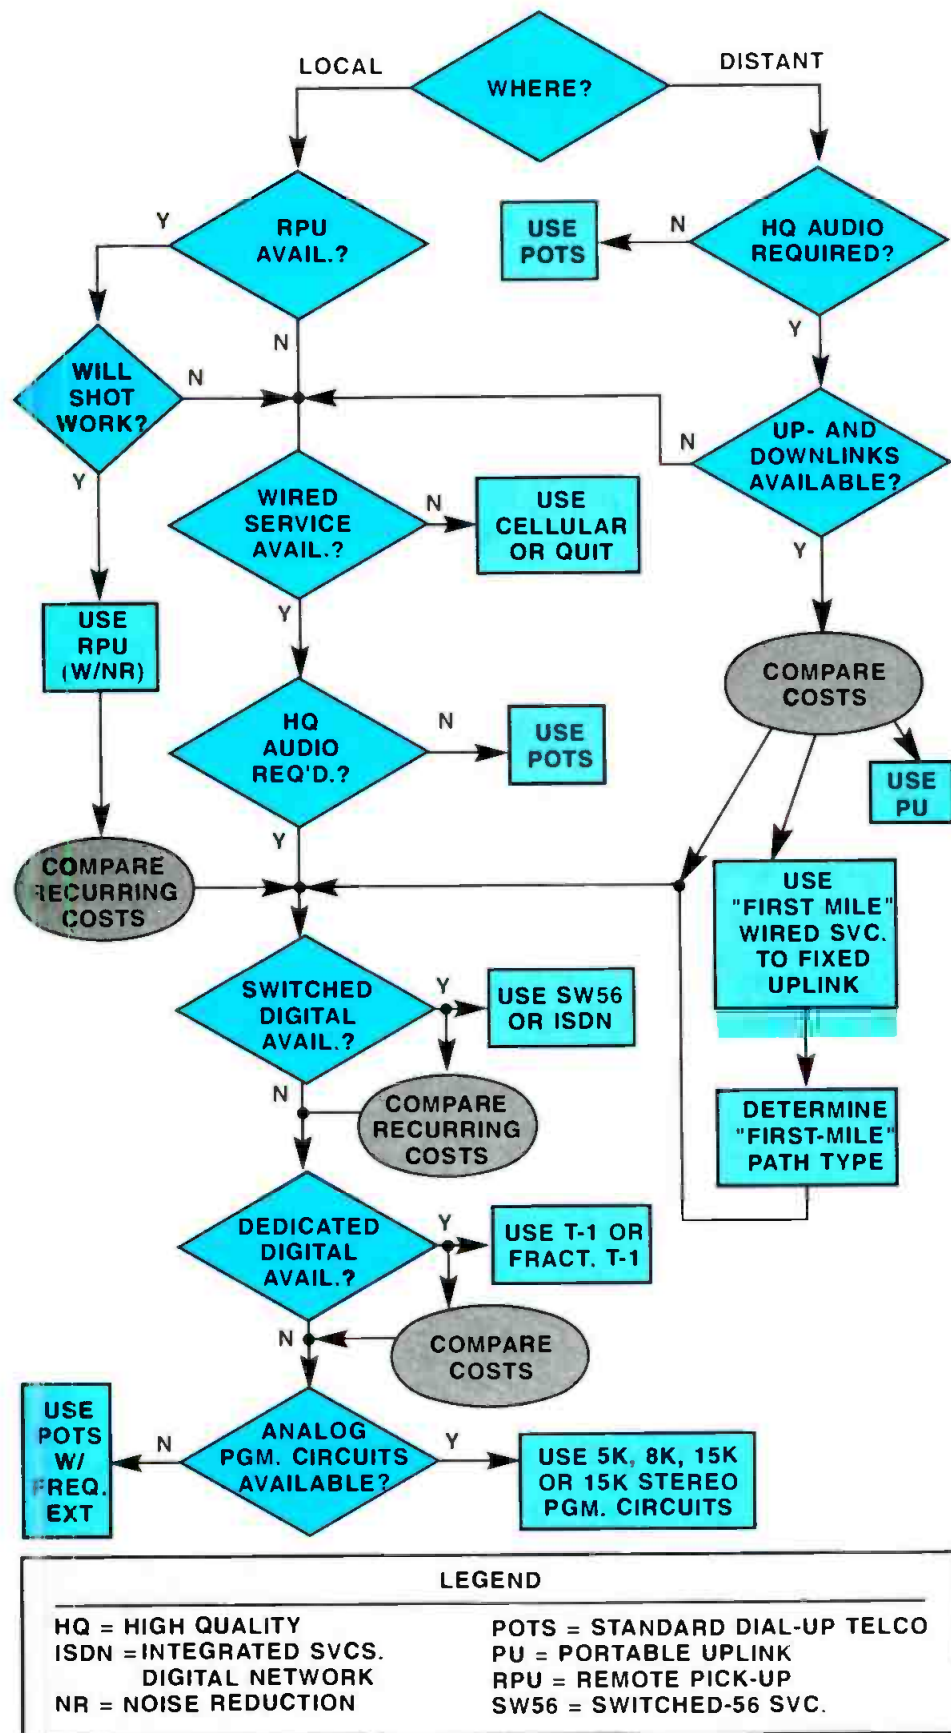 LOCAL
WHERE?
DISTANT
Y
RPU
AVAIL.?
USE
POTS
N
HQ AUDIO
REQUIRED?
N
Y
WILL
SHOT
WORK?
N
Y
N
UP- AND
DOWNLINKS
AVAILABLE?
Y
WIRED
SERVICE
AVAIL.?
N
USE
CELLULAR
OR QUIT
Y
USE
RPU
(W/NR)
COMPARE
COSTS
HQ
AUDIO
REQ'D.?
N
USE
POTS
Y
USE
PU
COMPARE
RECURRING
COSTS
USE
"FIRST MILE"
WIRED SVC.
TO FIXED
UPLINK
SWITCHED
DIGITAL
AVAIL.?
Y
USE SW56
OR ISDN
N
COMPARE
RECURRING
COSTS
DETERMINE
"FIRST-MILE"
PATH TYPE
DEDICATED
DIGITAL
AVAIL.?
Y
USE T-1 OR
FRACT. T-1
N
COMPARE
COSTS
USE
POTS
W/
FREQ.
EXT
N
ANALOG
PGM. CIRCUITS
AVAILABLE?
Y
USE 5K, 8K, 15K
OR 15K STEREO
PGM. CIRCUITS
LEGEND
HQ = HIGH QUALITY
ISDN = INTEGRATED SVCS.
DIGITAL NETWORK
NR = NOISE REDUCTION
POTS = STANDARD DIAL-UP TELCO
PU = PORTABLE UPLINK
RPU = REMOTE PICK-UP
SW56 = SWITCHED-56 SVC.